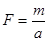 F = m/a